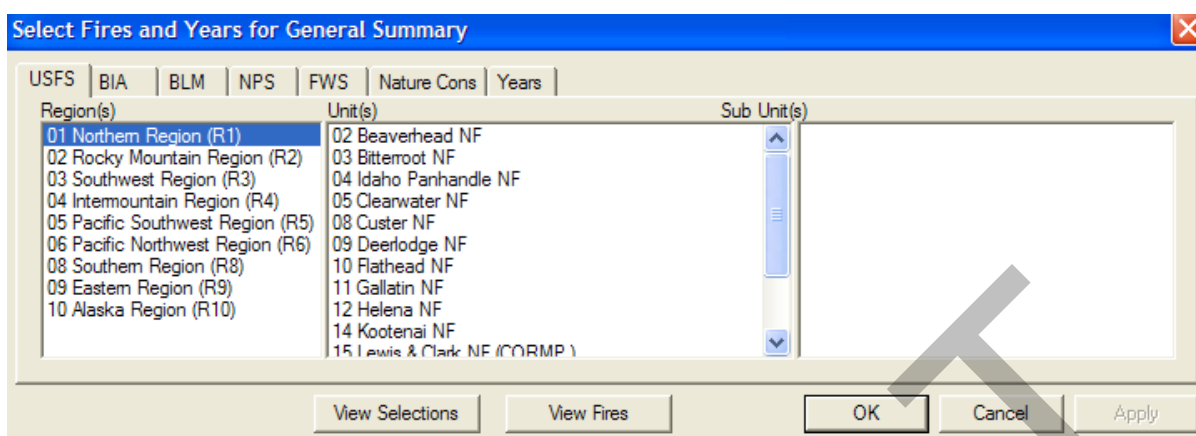 Select Fires and Years for General Summary
USFS BIA BLM NPS FWS Nature Cons Years
Region(s) Unit(s) Sub Unit(s)
01 Northern Region (R1)
02 Rocky Mountain Region (R2)
03 Southwest Region (R3)
04 Intermountain Region (R4)
05 Pacific Southwest Region (R5)
06 Pacific Northwest Region (R6)
08 Southern Region (R8)
09 Eastern Region (R9)
10 Alaska Region (R10)
02 Beaverhead NF
03 Bitterroot NF
04 Idaho Panhandle NF
05 Clearwater NF
08 Custer NF
09 Deerlodge NF
10 Flathead NF
11 Gallatin NF
12 Helena NF
14 Kootenai NF
15 Lewis & Clark NF (CORMP.)
View Selections View Fires OK Cancel Apply